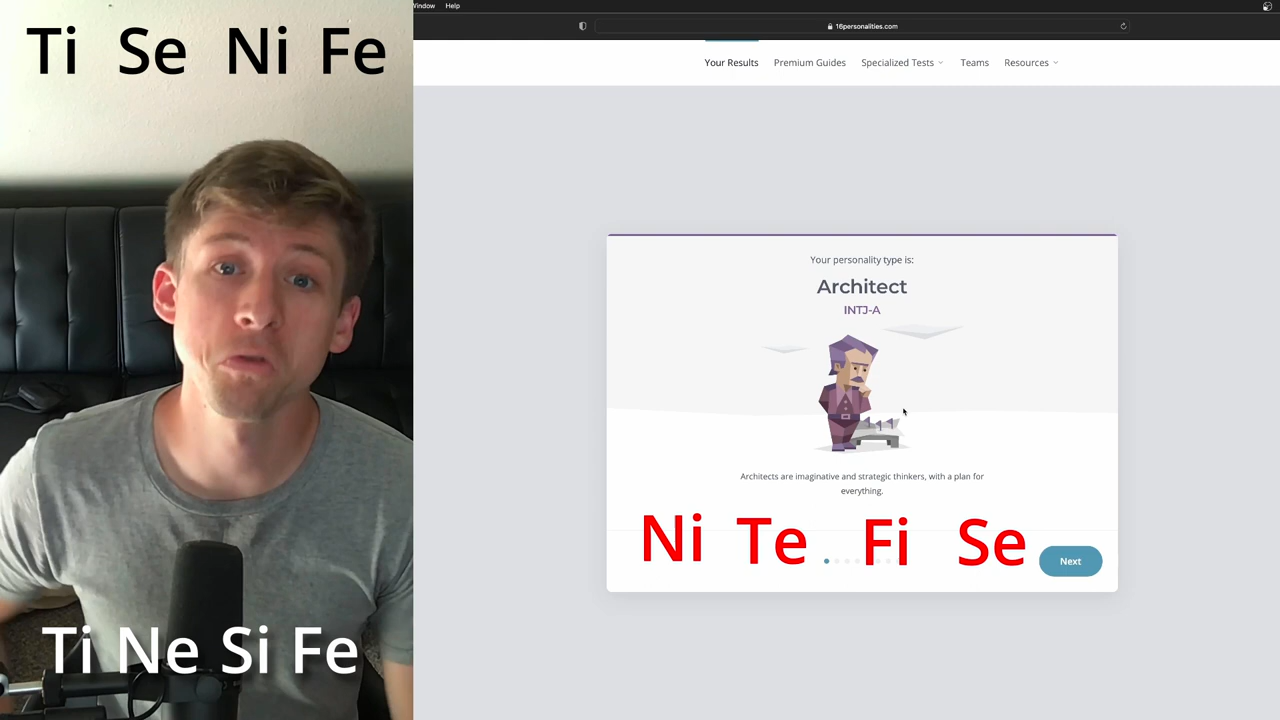 Window Help
16personalities.com
Your Results Premium Guides Specialized Tests Teams Resources
Ti Se Ni Fe
Your personality type is:
Architect
INTJ-A
Architects are imaginative and strategic thinkers, with a plan for
everything.
Ni Te Fi Se
Next
Ti Ne Si Fe